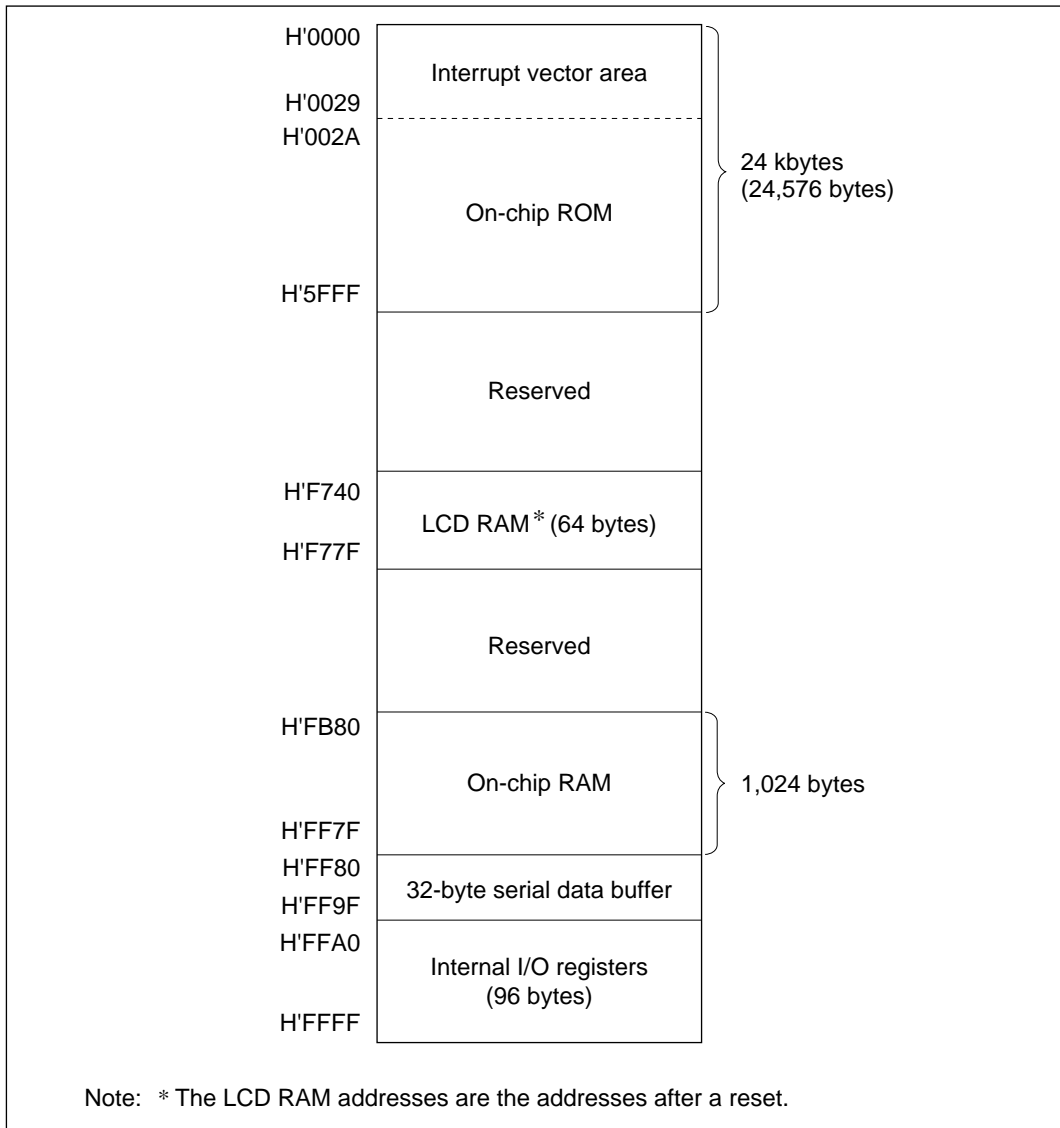 H'0000
Interrupt vector area
H'0029
H'002A
24 kbytes
(24,576 bytes)
On-chip ROM
H'5FFF
Reserved
H'F740
LCD RAM* (64 bytes)
H'F77F
Reserved
H'FB80
On-chip RAM
1,024 bytes
H'FF7F
H'FF80
32-byte serial data buffer
H'FF9F
H'FFA0
Internal I/O registers
(96 bytes)
H'FFFF
Note: * The LCD RAM addresses are the addresses after a reset.